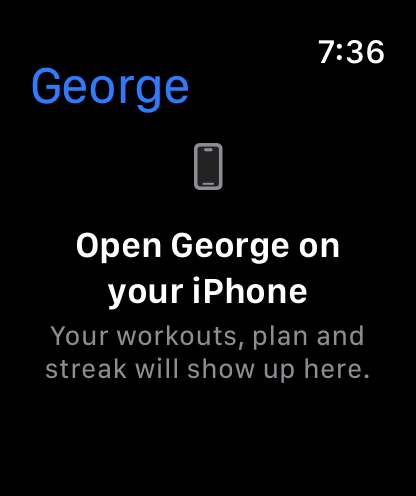 7:36
George
Open George on
your iPhone
Your workouts, plan and
streak will show up here.